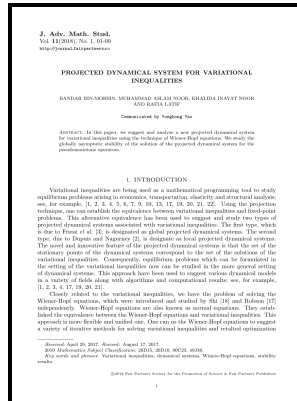 J. Adv. Math. Stud.
Vol. 11(2018), No. 1, 01-09
http://journal.fairpartners.ro
PROJECTED DYNAMICAL SYSTEM FOR VARIATIONAL
INEQUALITIES
BANDAR BIN-MOHSIN, MUHAMMAD ASLAM NOOR, KHALIDA INAYAT NOOR
AND RAFIA LATIF
Communicated by Yonghong Yao
Abstract. In this paper, we suggest and analyze a new projected dynamical system
for variational inequalities using the technique of Wiener-Hopf equations. We study the
globally asymptotic stability of the solution of the projected dynamical system for the
pseudomonotone operators.
1. INTRODUCTION
Variational inequalities are being used as a mathematical programming tool to study
equilibrium problems arising in economics, transportation, elasticity and structural analysis;
see, for example, [1, 2, 3, 4, 5, 6, 7, 9, 10, 13, 17, 19, 20, 21, 22]. Using the projection
technique, one can establish the equivalence between variational inequalities and fixed-point
problems. This alternative equivalence has been used to suggest and study two types of
projected dynamical systems associated with variational inequalities. The first type, which
is due to Friesz et al. [3], is designated as global projected dynamical systems. The second
type, due to Dupuis and Nagurney [2], is designate as local projected dynamical systems.
The novel and innovative feature of the projected dynamical systems is that the set of the
stationary points of the dynamical systems correspond to the set of the solutions of the
variational inequalities. Consequently, equilibrium problems which can be formulated in
the setting of the variational inequalities now can be studied in the more general setting
of dynamical systems. This approach have been used to suggest various dynamical models
in a variety of fields along with algorithms and computational results; see, for example,
[1, 2, 3, 4, 17, 19, 20, 21].
Closely related to the variational inequalities, we have the problem of solving the
Wiener-Hopf equations, which were introduced and studied by Shi [18] and Robson [17]
independently. Wiener-Hopf equations are also known as normal equations. They estab-
lished the equivalence between the Wiener-Hopf equations and variational inequalities. This
approach is more flexible and unified one. One can us the Wiener-Hopf equations to suggest
a variety of iterative methods for solving variational inequalities and retalled optimization
Received: April 29, 2017. Revised: August 17, 2017.
2010 Mathematics Subject Classification: 26D15, 26D10, 90C23, 49J40.
Key words and phrases: Variational inequalities, dynamical systems, Wiener-Hopf equations, stability
results.
©2018 Fair Partners Society for the Promotion of Science & Fair Partners Publishers
1